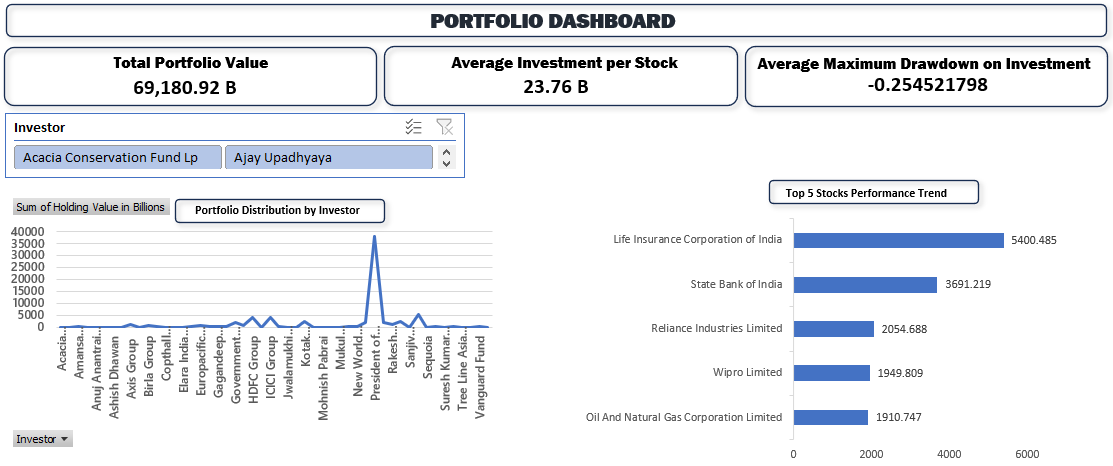 PORTFOLIO DASHBOARD
Total Portfolio Value
69,180.92 B
Average Investment per Stock
23.76 B
Average Maximum Drawdown on Investment
-0.254521798
Investor
Acacia Conservation Fund Lp
Ajay Upadhyaya
Sum of Holding Value in Billions
Portfolio Distribution by Investor
40000
35000
30000
25000
20000
15000
10000
5000
0
Acacia…
Amansa…
Anuj Anantrai…
Ashish Dhawan
Axis Group
Birla Group
Copthall…
Elara India…
Europacific…
Gagandeep…
Government…
HDFC Group
ICICI Group
Jwalamukhi…
Kotak…
Mohnish Pabrai
Mukul…
New World…
President of…
Rakesh…
Sanjiv…
Sequoia
Suresh Kumar…
Tree Line Asia…
Vanguard Fund
Investor
Top 5 Stocks Performance Trend
Life Insurance Corporation of India
5400.485
State Bank of India
3691.219
Reliance Industries Limited
2054.688
Wipro Limited
1949.809
Oil And Natural Gas Corporation Limited
1910.747
0
2000
4000
6000